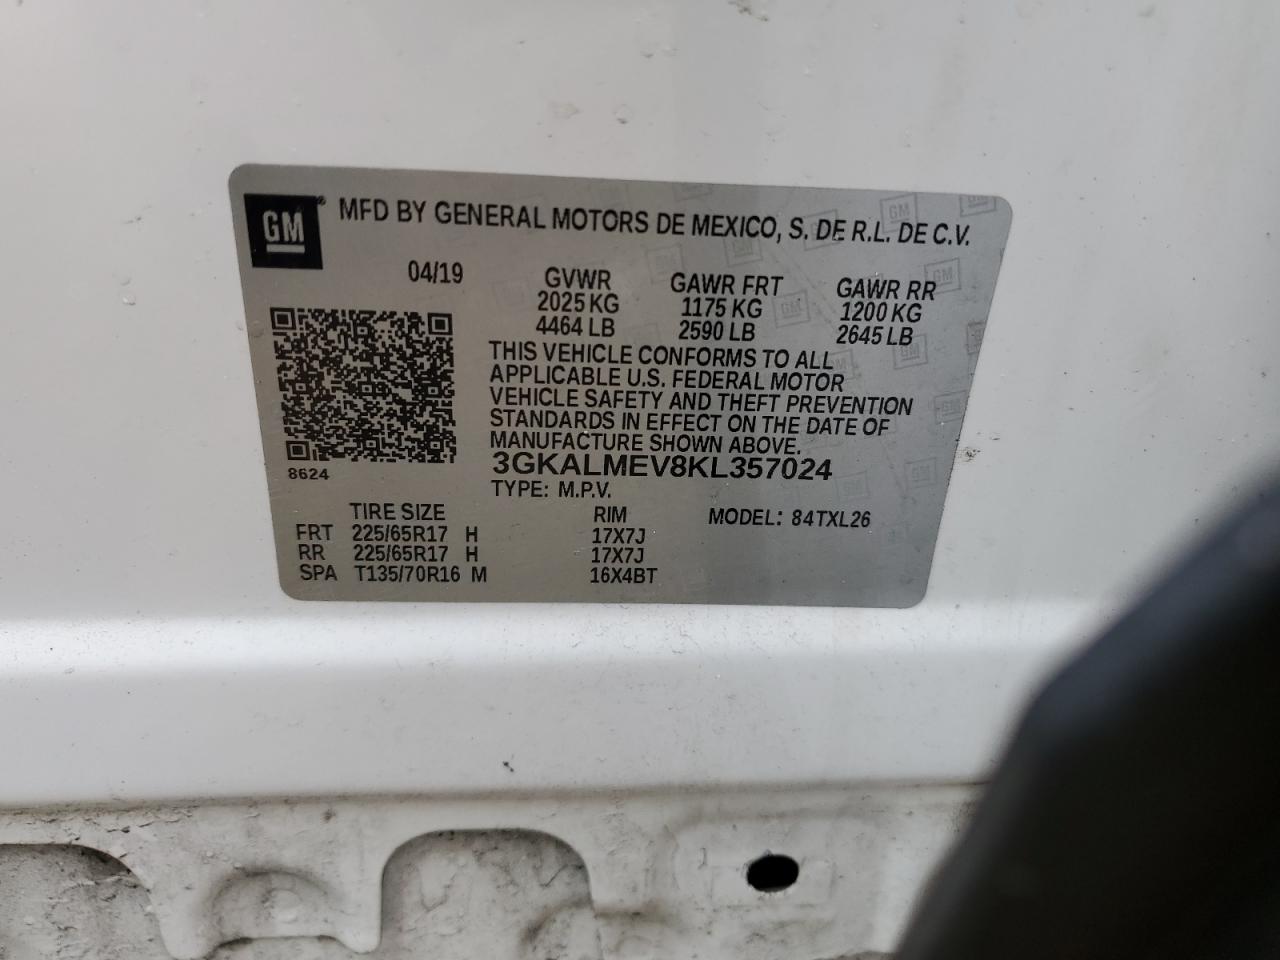 GM® MFD BY GENERAL MOTORS DE MEXICO, S. DE R.L. DE C.V.
04/19 GVWR GAWR FRT GAWR RR
2025 KG 1175 KG 1200 KG
4464 LB 2590 LB 2645 LB
THIS VEHICLE CONFORMS TO ALL
APPLICABLE U.S. FEDERAL MOTOR
VEHICLE SAFETY AND THEFT PREVENTION
STANDARDS IN EFFECT ON THE DATE OF
MANUFACTURE SHOWN ABOVE.
8624 3GKALMEV8KL357024
TYPE: M.P.V.
TIRE SIZE RIM MODEL: 84TXL26
FRT 225/65R17 H 17X7J
RR 225/65R17 H 17X7J
SPA T135/70R16 M 16X4BT